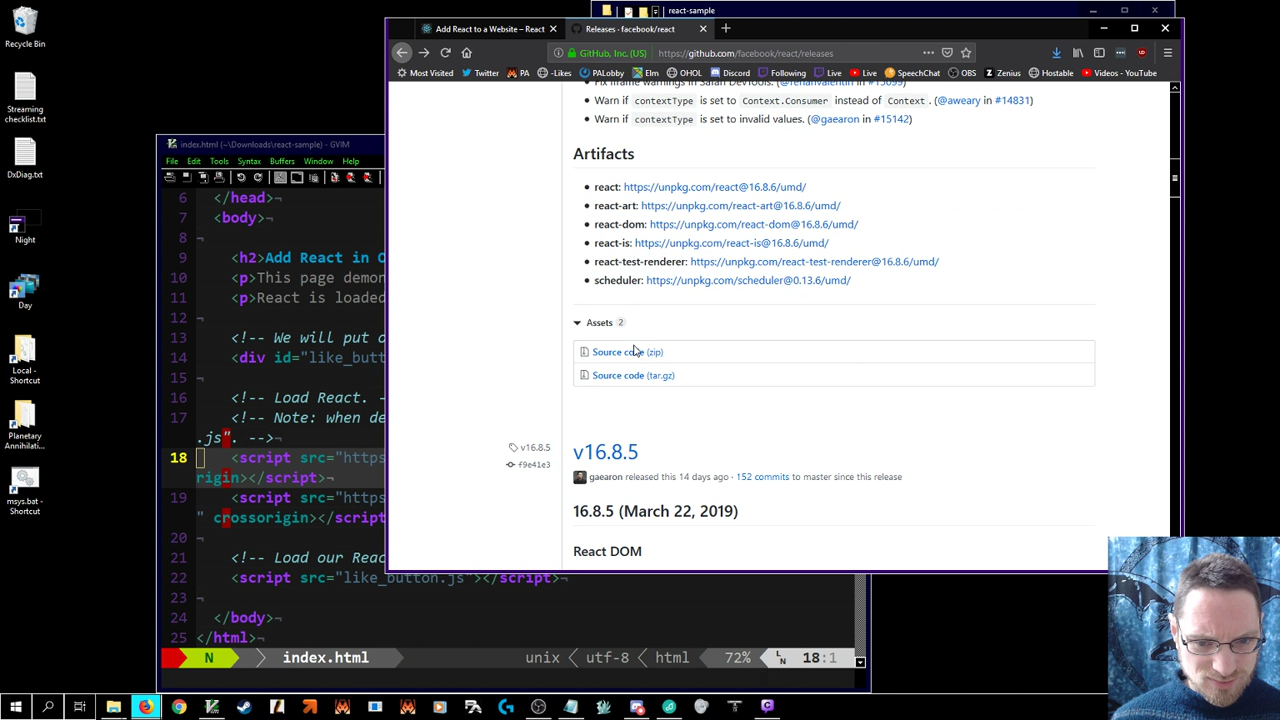 Recycle Bin
Streaming
checklist.txt
DxDiag.txt
Night
Day
Local -
Shortcut
Planetary
Annihilati...
msys.bat -
Shortcut
react-sample
Add React to a Website – React
Releases · facebook/react
GitHub, Inc. (US)
https://github.com/facebook/react/releases
Most Visited
Twitter
PA
-Likes
PALobby
Elm
OHOL
Discord
Following
Live
Live
SpeechChat
OBS
Zenius
Hostable
Videos - YouTube
Warn if contextType is set to Context.Consumer instead of Context. (@aweary in #14831)
Warn if contextType is set to invalid values. (@gaearon in #15142)
Artifacts
react: https://unpkg.com/react@16.8.6/umd/
react-art: https://unpkg.com/react-art@16.8.6/umd/
react-dom: https://unpkg.com/react-dom@16.8.6/umd/
react-is: https://unpkg.com/react-is@16.8.6/umd/
react-test-renderer: https://unpkg.com/react-test-renderer@16.8.6/umd/
scheduler: https://unpkg.com/scheduler@0.13.6/umd/
Assets 2
Source code (zip)
Source code (tar.gz)
v16.8.5
f9e41e3
v16.8.5
gaearon released this 14 days ago · 152 commits to master since this release
16.8.5 (March 22, 2019)
React DOM
index.html (~\Downloads\react-sample) - GVIM
File Edit Tools Syntax Buffers Window Help
6 </head>¬
7 <body>¬
8 ¬
9 <h2>Add React in O
10 <p>This page demon
11 <p>React is loaded
12 ¬
13 <!-- We will put o
14 <div id="like_butt
15 ¬
16 <!-- Load React. -
17 <!-- Note: when de
.js". -->¬
18 <script src="https
rigin></script>¬
19 <script src="https
" crossorigin></script
20 ¬
21 <!-- Load our Reac
22 <script src="like_button.js"></script>¬
23 ¬
24 </body>¬
25 </html>¬
N index.html unix utf-8 html 72% LN 18:1